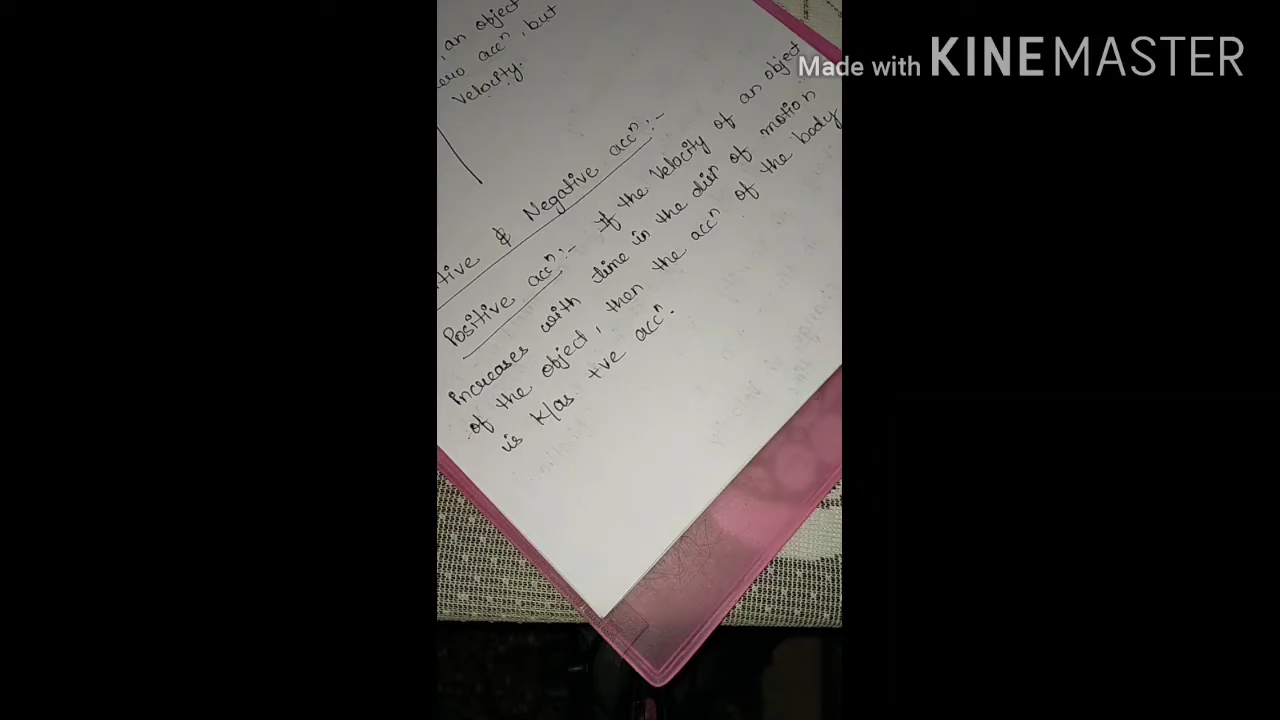 , an object
zero accⁿ, but
velocity.
tive & Negative accⁿ :-
Positive accⁿ :- If the velocity of an object
increases with time in the dirⁿ of motion
of the object, then the accⁿ of the body
is k/as +ve accⁿ.
Made with KINEMASTER